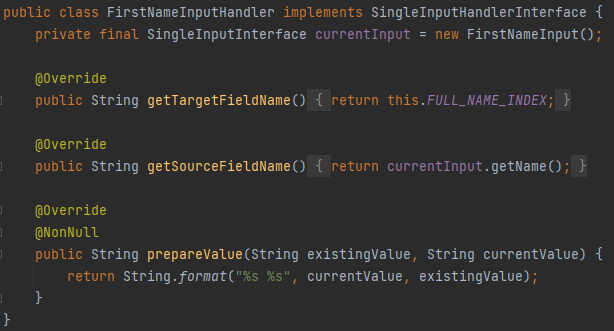 public class FirstNameInputHandler implements SingleInputHandlerInterface {
    private final SingleInputInterface currentInput = new FirstNameInput();
    @Override
    public String getTargetFieldName() { return this.FULL_NAME_INDEX; }
    @Override
    public String getSourceFieldName() { return currentInput.getName(); }
    @Override
    @NonNull
    public String prepareValue(String existingValue, String currentValue) {
        return String.format("%s %s", currentValue, existingValue);
    }
}